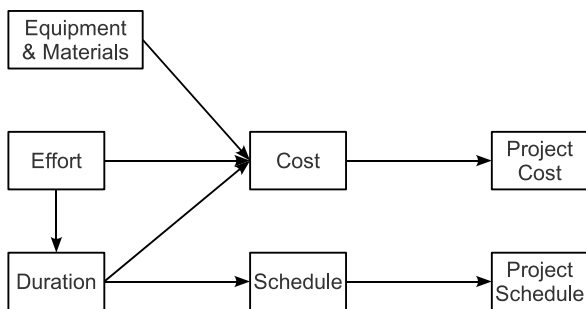 Equipment
& Materials
Effort
Cost
Project
Cost
Duration
Schedule
Project
Schedule